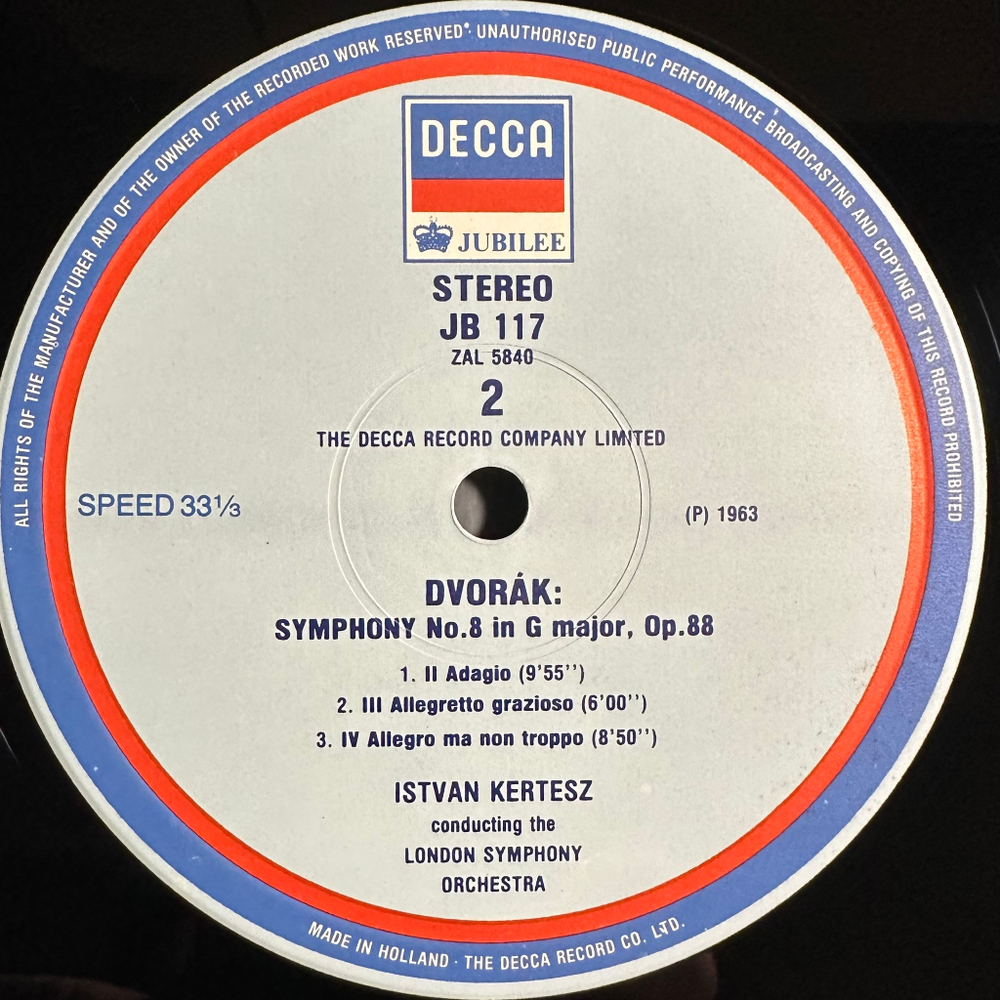 ALL RIGHTS OF THE MANUFACTURER AND OF THE OWNER OF THE RECORDED WORK RESERVED · UNAUTHORISED PUBLIC PERFORMANCE BROADCASTING AND COPYING OF THIS RECORD PROHIBITED
DECCA
JUBILEE
STEREO
JB 117
ZAL 5840
2
THE DECCA RECORD COMPANY LIMITED
SPEED 33⅓
(P) 1963
DVORÁK:
SYMPHONY No.8 in G major, Op.88
1. II Adagio (9'55'')
2. III Allegretto grazioso (6'00'')
3. IV Allegro ma non troppo (8'50'')
ISTVAN KERTESZ
conducting the
LONDON SYMPHONY
ORCHESTRA
MADE IN HOLLAND · THE DECCA RECORD CO. LTD.